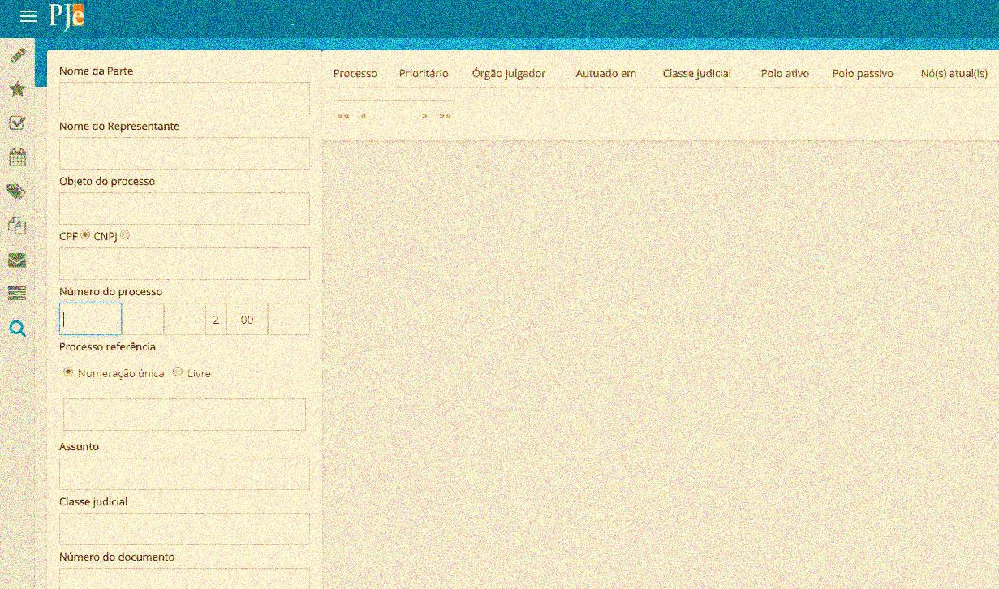 PJe
Nome da Parte
Nome do Representante
Objeto do processo
CPF CNPJ
Número do processo
2 00
Processo referência
Numeração única Livre
Assunto
Classe judicial
Número do documento
Processo Prioritário Órgão julgador Autuado em Classe judicial Polo ativo Polo passivo Nó(s) atual(is)
«« « » »»